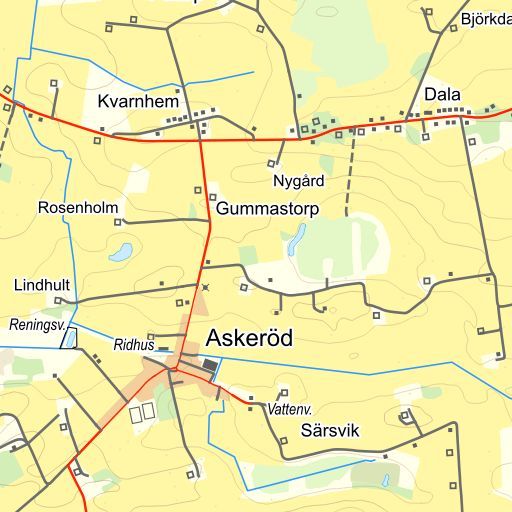 Björkda
Dala
Kvarnhem
Nygård
Rosenholm
Gummastorp
Lindhult
Reningsv.
Ridhus
Askeröd
Vattenv.
Särsvik